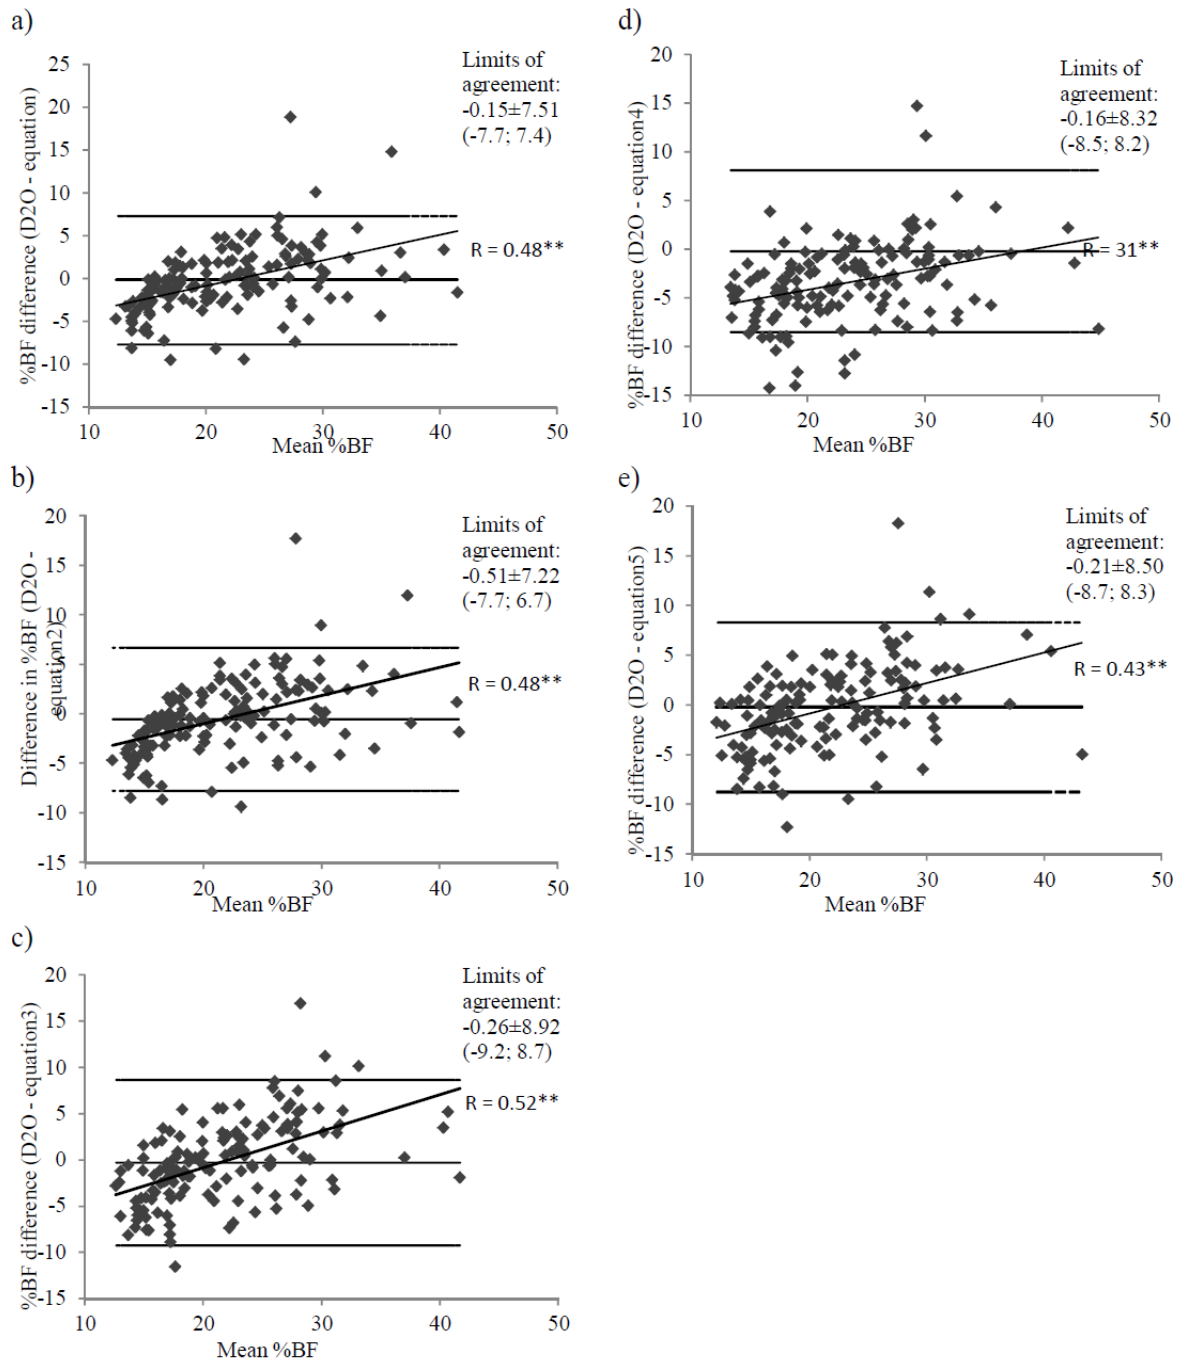 a)
%BF difference (D2O - equation)
25
20
15
10
5
0
-5
-10
-15
10 20 30 40 50
Mean %BF
Limits of
agreement:
-0.15±7.51
(-7.7; 7.4)
R = 0.48**
b)
Difference in %BF (D2O -
equation2)
20
15
10
5
0
-5
-10
-15
10 20 30 40 50
Mean %BF
Limits of
agreement:
-0.51±7.22
(-7.7; 6.7)
R = 0.48**
c)
%BF difference (D2O - equation3)
20
15
10
5
0
-5
-10
-15
10 20 30 40 50
Mean %BF
Limits of
agreement:
-0.26±8.92
(-9.2; 8.7)
R = 0.52**
d)
%BF difference (D2O - equation4)
20
15
10
5
0
-5
-10
-15
10 20 30 40 50
Mean %BF
Limits of
agreement:
-0.16±8.32
(-8.5; 8.2)
R = 31**
e)
%BF difference (D2O - equation5)
20
15
10
5
0
-5
-10
-15
10 20 30 40 50
Mean %BF
Limits of
agreement:
-0.21±8.50
(-8.7; 8.3)
R = 0.43**